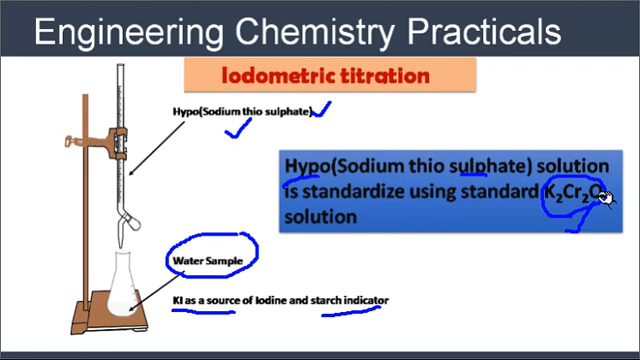 Engineering Chemistry Practicals
Iodometric titration
Hypo(Sodium thio sulphate)
Hypo(Sodium thio sulphate) solution
is standardize using standard K₂Cr₂O
solution
Water Sample
KI as a source of Iodine and starch indicator